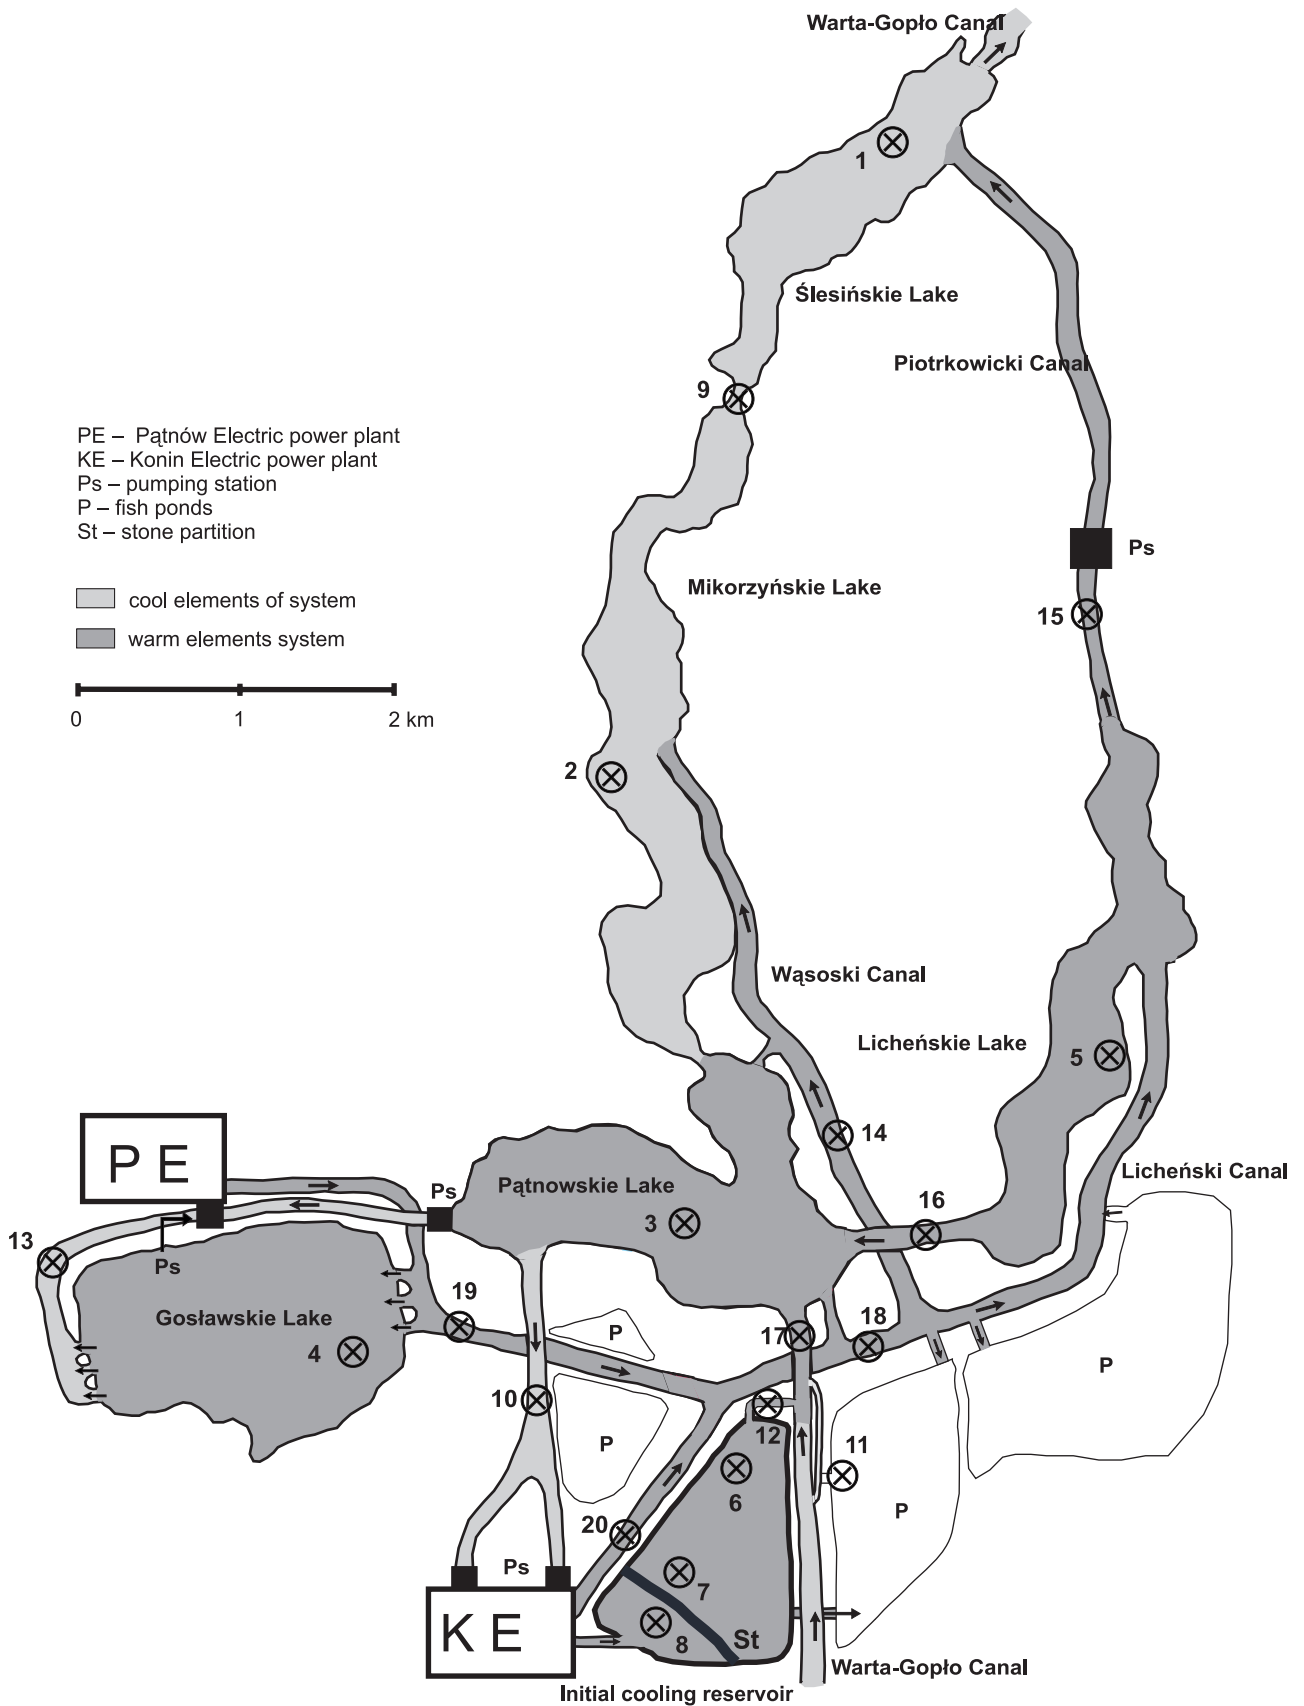 Warta-Gopło Canal
1
Ślesińskie Lake
Piotrkowicki Canal
9
PE – Pątnów Electric power plant
KE – Konin Electric power plant
Ps – pumping station
P – fish ponds
St – stone partition
cool elements of system
warm elements system
0 1 2 km
Ps
Mikorzyńskie Lake
15
2
Wąsoski Canal
Licheńskie Lake
5
14
P E
Licheński Canal
Pątnowskie Lake
Ps
16
3
13
Ps
19
Gosławskie Lake
17
18
P
4
P
10
12
11
P
6
P
20
Ps
7
K E
8
St
Warta-Gopło Canal
Initial cooling reservoir